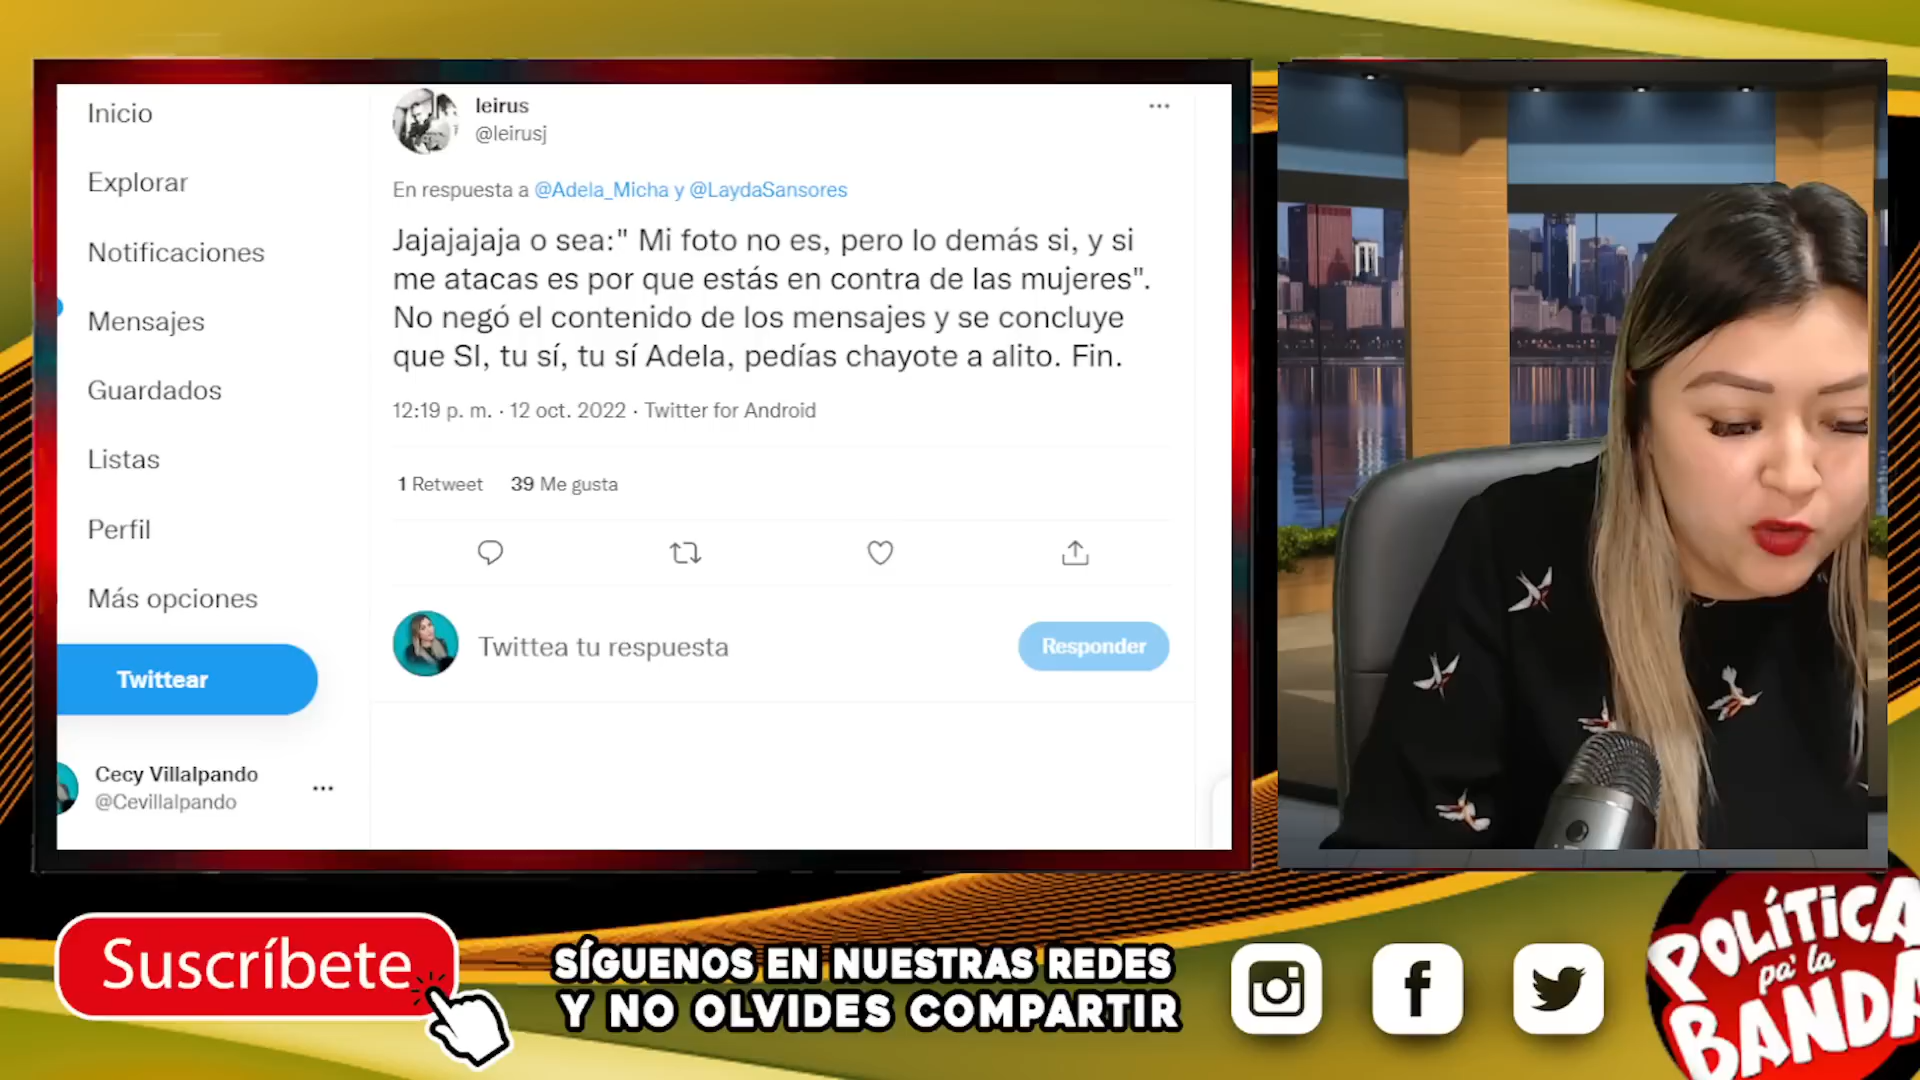 Inicio
Explorar
Notificaciones
Mensajes
Guardados
Listas
Perfil
Más opciones
Twittear
Cecy Villalpando
@Cevillalpando
leirus
@leirusj
En respuesta a @Adela_Micha y @LaydaSansores
Jajajajaja o sea:" Mi foto no es, pero lo demás si, y si
me atacas es por que estás en contra de las mujeres".
No negó el contenido de los mensajes y se concluye
que SI, tu sí, tu sí Adela, pedías chayote a alito. Fin.
12:19 p. m. · 12 oct. 2022 · Twitter for Android
1 Retweet 39 Me gusta
Twittea tu respuesta
Responder
Suscríbete
SÍGUENOS EN NUESTRAS REDES
Y NO OLVIDES COMPARTIR
POLÍTICA
pa' la
BANDA